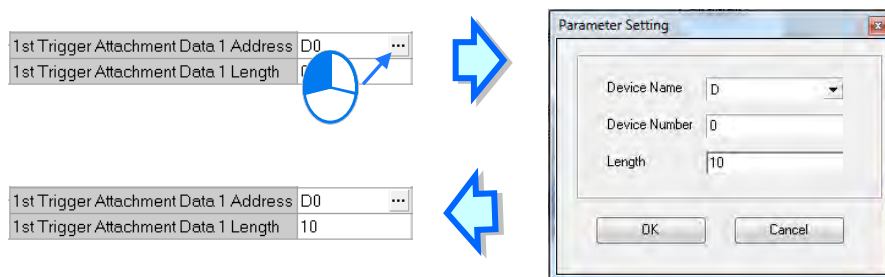 1st Trigger Attachment Data 1 Address D0 ...
1st Trigger Attachment Data 1 Length
Parameter Setting
Device Name D
Device Number 0
Length 10
OK Cancel
1st Trigger Attachment Data 1 Address D0 ...
1st Trigger Attachment Data 1 Length 10